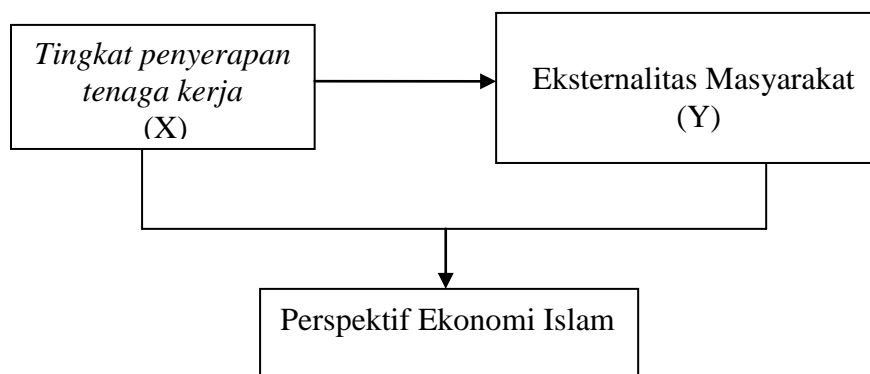 Tingkat penyerapan
tenaga kerja
(X)
Eksternalitas Masyarakat
(Y)
Perspektif Ekonomi Islam